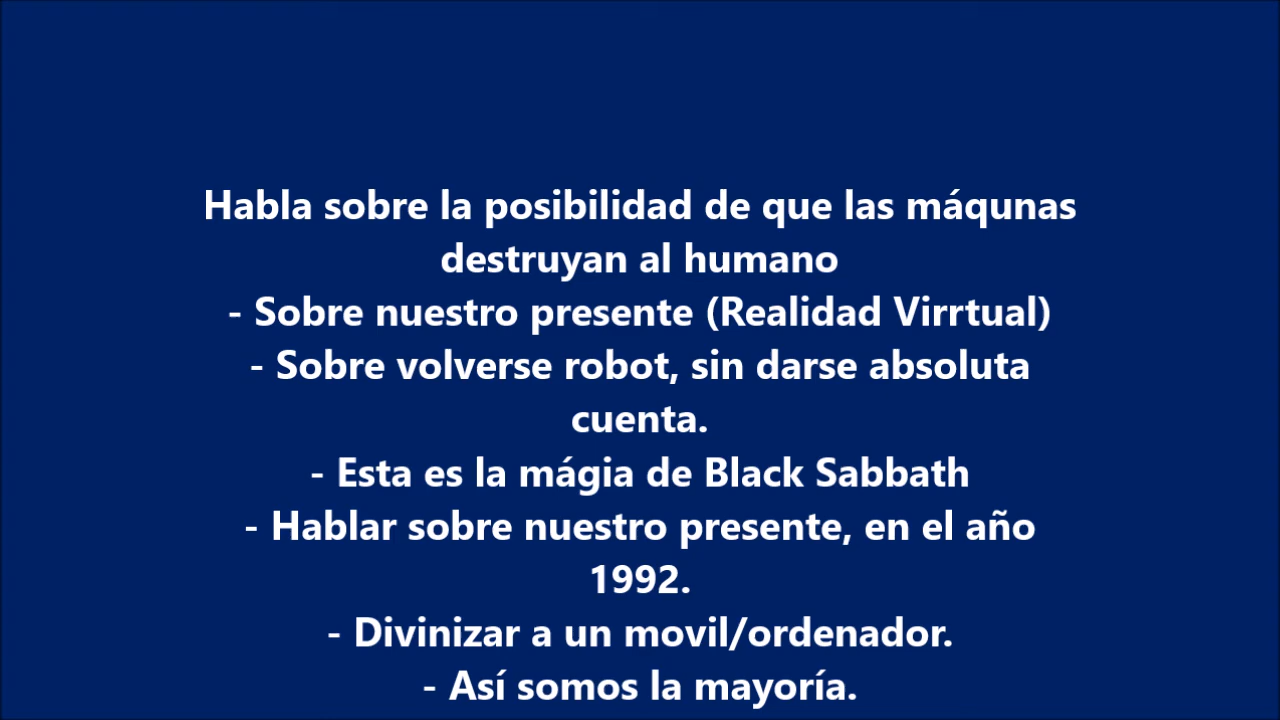 Habla sobre la posibilidad de que las máqunas
destruyan al humano
- Sobre nuestro presente (Realidad Virrtual)
- Sobre volverse robot, sin darse absoluta
cuenta.
- Esta es la mágia de Black Sabbath
- Hablar sobre nuestro presente, en el año
1992.
- Divinizar a un movil/ordenador.
- Así somos la mayoría.